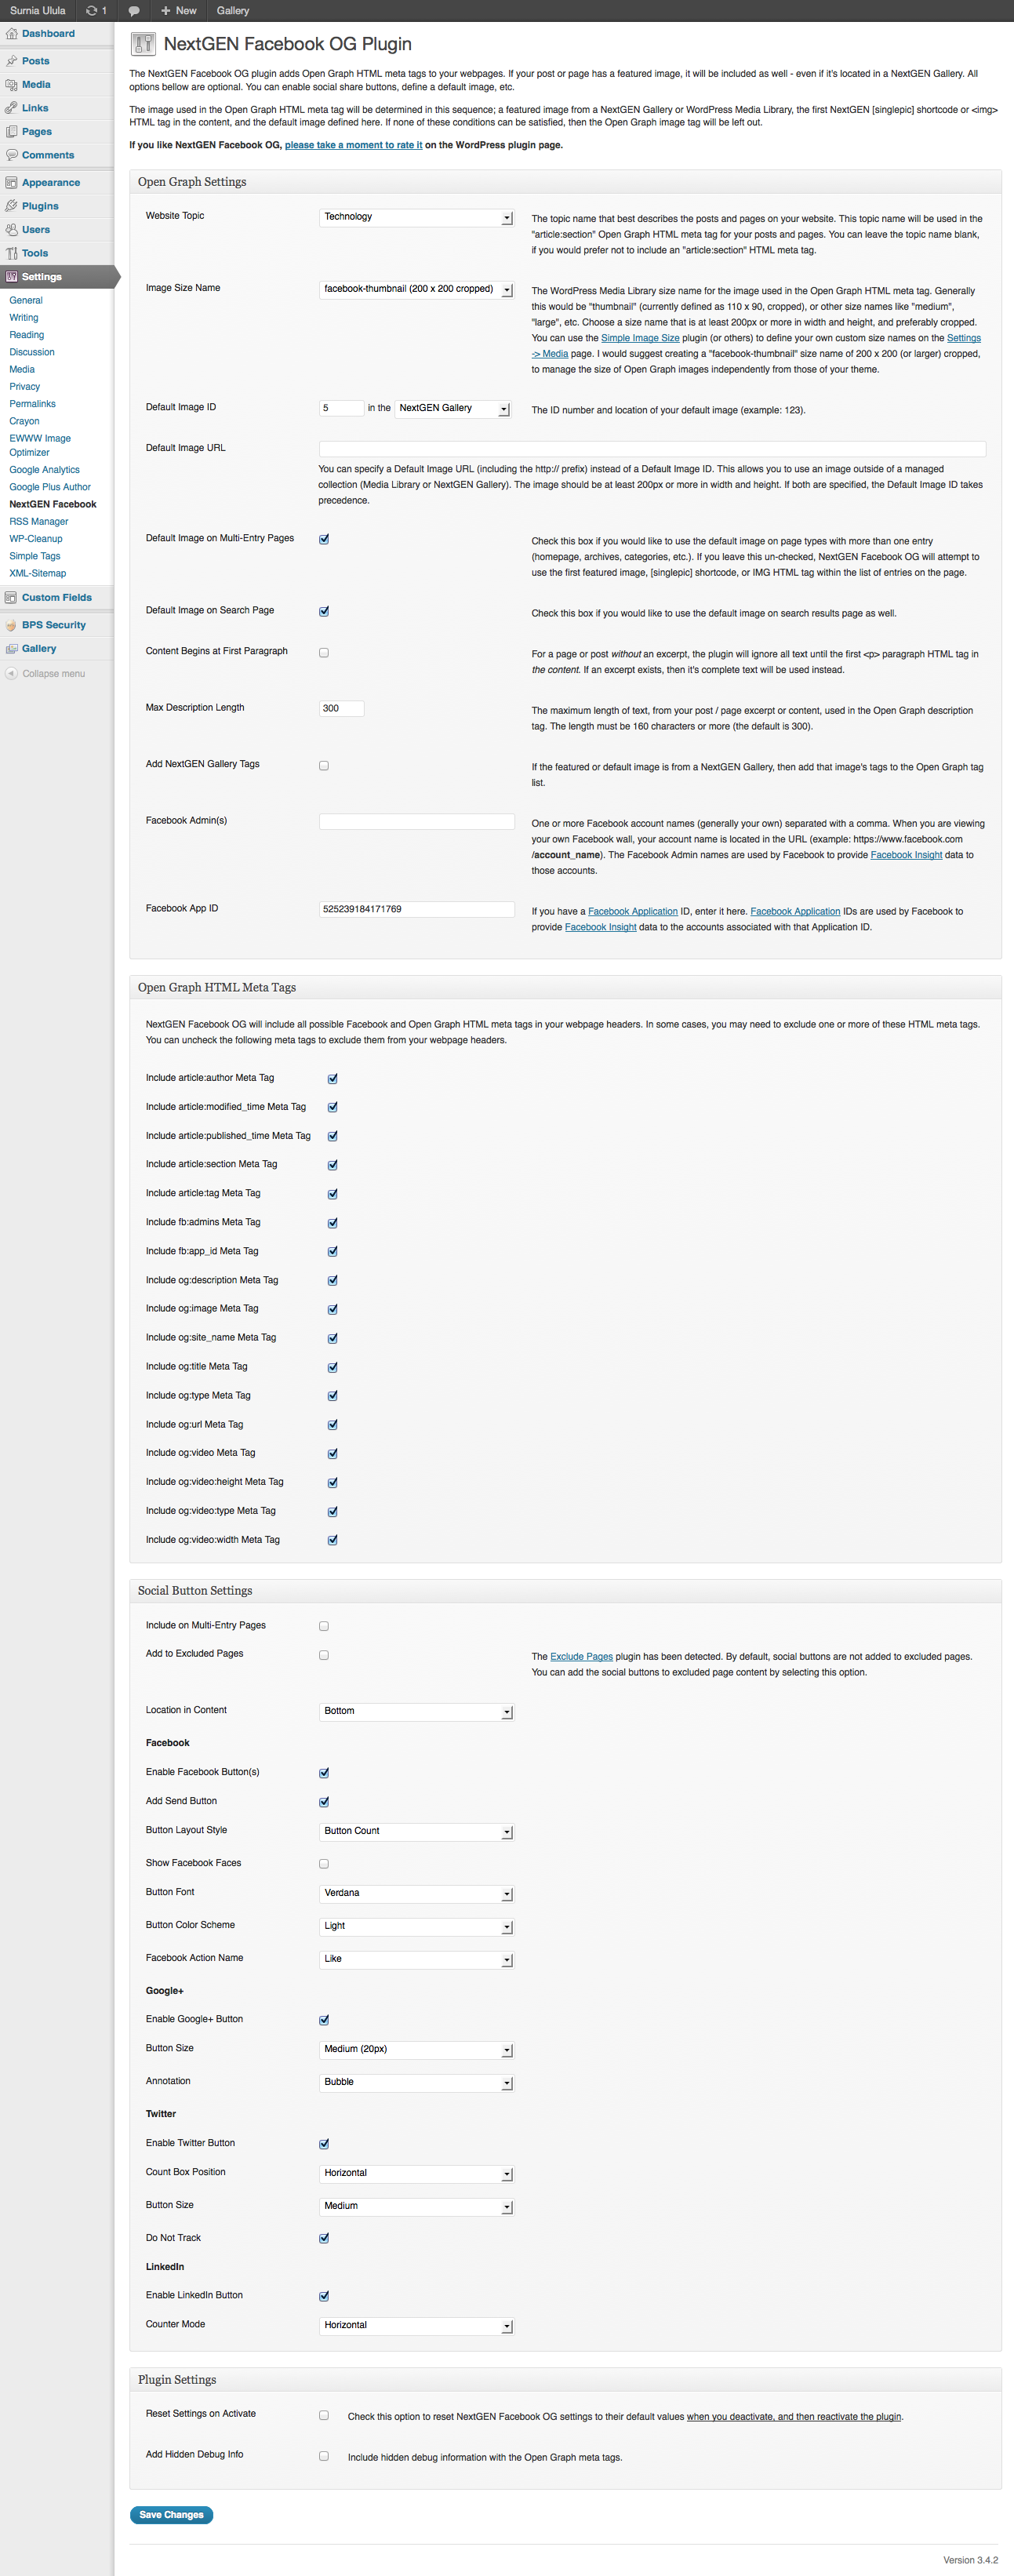 Surnia Ulula 1 + New Gallery
Dashboard
Posts
Media
Links
Pages
Comments
Appearance
Plugins
Users
Tools
Settings
General
Writing
Reading
Discussion
Media
Privacy
Permalinks
Crayon
EWWW Image
Optimizer
Google Analytics
Google Plus Author
NextGEN Facebook
RSS Manager
WP-Cleanup
Simple Tags
XML-Sitemap
Custom Fields
BPS Security
Gallery
Collapse menu
NextGEN Facebook OG Plugin
The NextGEN Facebook OG plugin adds Open Graph HTML meta tags to your webpages. If your post or page has a featured image, it will be included as well - even if it's located in a NextGEN Gallery. All
options bellow are optional. You can enable social share buttons, define a default image, etc.
The image used in the Open Graph HTML meta tag will be determined in this sequence; a featured image from a NextGEN Gallery or WordPress Media Library, the first NextGEN [singlepic] shortcode or <img>
HTML tag in the content, and the default image defined here. If none of these conditions can be satisfied, then the Open Graph image tag will be left out.
If you like NextGEN Facebook OG, please take a moment to rate it on the WordPress plugin page.
Open Graph Settings
Website Topic
Technology
The topic name that best describes the posts and pages on your website. This topic name will be used in the
"article:section" Open Graph HTML meta tag for your posts and pages. You can leave the topic name blank,
if you would prefer not to include an "article:section" HTML meta tag.
Image Size Name
facebook-thumbnail (200 x 200 cropped)
The WordPress Media Library size name for the image used in the Open Graph HTML meta tag. Generally
this would be "thumbnail" (currently defined as 110 x 90, cropped), or other size names like "medium",
"large", etc. Choose a size name that is at least 200px or more in width and height, and preferably cropped.
You can use the Simple Image Size plugin (or others) to define your own custom size names on the Settings
-> Media page. I would suggest creating a "facebook-thumbnail" size name of 200 x 200 (or larger) cropped,
to manage the size of Open Graph images independently from those of your theme.
Default Image ID
5 in the NextGEN Gallery
The ID number and location of your default image (example: 123).
Default Image URL
You can specify a Default Image URL (including the http:// prefix) instead of a Default Image ID. This allows you to use an image outside of a managed
collection (Media Library or NextGEN Gallery). The image should be at least 200px or more in width and height. If both are specified, the Default Image ID takes
precedence.
Default Image on Multi-Entry Pages
Check this box if you would like to use the default image on page types with more than one entry
(homepage, archives, categories, etc.). If you leave this un-checked, NextGEN Facebook OG will attempt to
use the first featured image, [singlepic] shortcode, or IMG HTML tag within the list of entries on the page.
Default Image on Search Page
Check this box if you would like to use the default image on search results page as well.
Content Begins at First Paragraph
For a page or post without an excerpt, the plugin will ignore all text until the first <p> paragraph HTML tag in
the content. If an excerpt exists, then it's complete text will be used instead.
Max Description Length
300
The maximum length of text, from your post / page excerpt or content, used in the Open Graph description
tag. The length must be 160 characters or more (the default is 300).
Add NextGEN Gallery Tags
If the featured or default image is from a NextGEN Gallery, then add that image's tags to the Open Graph tag
list.
Facebook Admin(s)
One or more Facebook account names (generally your own) separated with a comma. When you are viewing
your own Facebook wall, your account name is located in the URL (example: https://www.facebook.com
/account_name). The Facebook Admin names are used by Facebook to provide Facebook Insight data to
those accounts.
Facebook App ID
525239184171769
If you have a Facebook Application ID, enter it here. Facebook Application IDs are used by Facebook to
provide Facebook Insight data to the accounts associated with that Application ID.
Open Graph HTML Meta Tags
NextGEN Facebook OG will include all possible Facebook and Open Graph HTML meta tags in your webpage headers. In some cases, you may need to exclude one or more of these HTML meta tags.
You can uncheck the following meta tags to exclude them from your webpage headers.
Include article:author Meta Tag
Include article:modified_time Meta Tag
Include article:published_time Meta Tag
Include article:section Meta Tag
Include article:tag Meta Tag
Include fb:admins Meta Tag
Include fb:app_id Meta Tag
Include og:description Meta Tag
Include og:image Meta Tag
Include og:site_name Meta Tag
Include og:title Meta Tag
Include og:type Meta Tag
Include og:url Meta Tag
Include og:video Meta Tag
Include og:video:height Meta Tag
Include og:video:type Meta Tag
Include og:video:width Meta Tag
Social Button Settings
Include on Multi-Entry Pages
Add to Excluded Pages
The Exclude Pages plugin has been detected. By default, social buttons are not added to excluded pages.
You can add the social buttons to excluded page content by selecting this option.
Location in Content
Bottom
Facebook
Enable Facebook Button(s)
Add Send Button
Button Layout Style
Button Count
Show Facebook Faces
Button Font
Verdana
Button Color Scheme
Light
Facebook Action Name
Like
Google+
Enable Google+ Button
Button Size
Medium (20px)
Annotation
Bubble
Twitter
Enable Twitter Button
Count Box Position
Horizontal
Button Size
Medium
Do Not Track
LinkedIn
Enable LinkedIn Button
Counter Mode
Horizontal
Plugin Settings
Reset Settings on Activate
Check this option to reset NextGEN Facebook OG settings to their default values when you deactivate, and then reactivate the plugin.
Add Hidden Debug Info
Include hidden debug information with the Open Graph meta tags.
Save Changes
Version 3.4.2